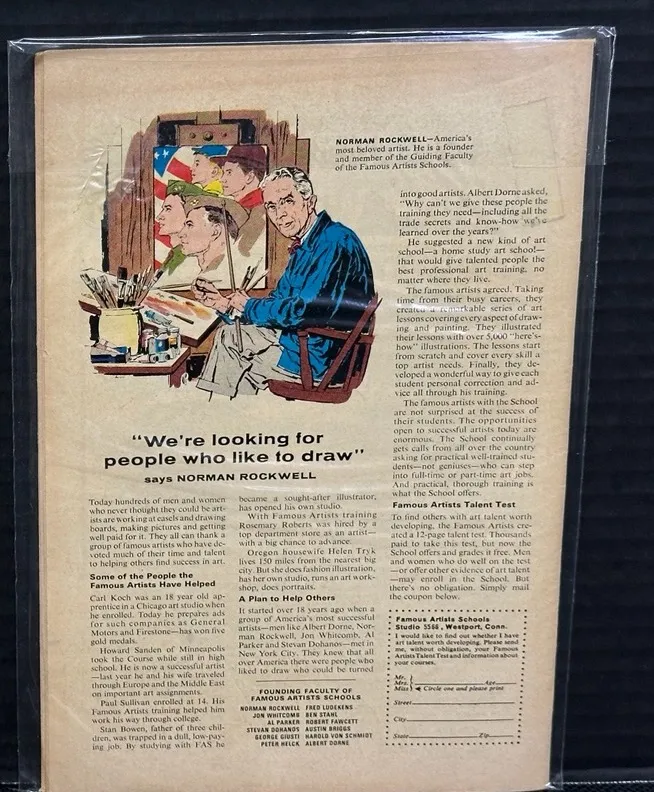 NORMAN ROCKWELL—America's
most beloved artist. He is a founder
and member of the Guiding Faculty
of the Famous Artists Schools.
"We're looking for
people who like to draw"
says NORMAN ROCKWELL
Today hundreds of men and women
who never thought they could be art-
ists are working at easels and drawing
boards, making pictures and getting
well paid for it. They all can thank a
group of famous artists who have de-
voted much of their time and talent
to helping others find success in art.
Some of the People the
Famous Artists Have Helped
Carl Koch was an 18 year old ap-
prentice in a Chicago art studio when
he enrolled. Today he prepares ads
for such companies as General
Motors and Firestone—has won five
gold medals.
Howard Sanden of Minneapolis
took the Course while still in high
school. He is now a successful artist
—last year he and his wife traveled
through Europe and the Middle East
on important art assignments.
Paul Sullivan enrolled at 14. His
Famous Artists training helped him
work his way through college.
Stan Bowen, father of three chil-
dren, was trapped in a dull, low-pay-
ing job. By studying with FAS he
became a sought-after illustrator,
has opened his own studio.
With Famous Artists training
Rosemary Roberts was hired by a
top department store as an artist—
with a big chance to advance.
Oregon housewife Helen Tryk
lives 150 miles from the nearest big
city. But she does fashion illustration,
has her own studio, runs an art work-
shop, does portraits.
A Plan to Help Others
It started over 18 years ago when a
group of America's most successful
artists—men like Albert Dorne, Nor-
man Rockwell, Jon Whitcomb, Al
Parker and Stevan Dohanos—met in
New York City. They knew that all
over America there were people who
liked to draw who could be turned
FOUNDING FACULTY OF
FAMOUS ARTISTS SCHOOLS
NORMAN ROCKWELL FRED LUDEKENS
JON WHITCOMB BEN STAHL
AL PARKER ROBERT FAWCETT
STEVAN DOHANOS AUSTIN BRIGGS
GEORGE GIUSTI HAROLD VON SCHMIDT
PETER HELCK ALBERT DORNE
into good artists. Albert Dorne asked,
"Why can't we give these people the
training they need—including all the
trade secrets and know-how we've
learned over the years?"
He suggested a new kind of art
school—a home study art school—
that would give talented people the
best professional art training, no
matter where they live.
The famous artists agreed. Taking
time from their busy careers, they
created a remarkable series of art
lessons covering every aspect of draw-
ing and painting. They illustrated
their lessons with over 5,000 "here's-
how" illustrations. The lessons start
from scratch and cover every skill a
top artist needs. Finally, they de-
veloped a wonderful way to give each
student personal correction and ad-
vice all through his training.
The famous artists with the School
are not surprised at the success of
their students. The opportunities
open to successful artists today are
enormous. The School continually
gets calls from all over the country
asking for practical well-trained stu-
dents—not geniuses—who can step
into full-time or part-time art jobs.
And practical, thorough training is
what the School offers.
Famous Artists Talent Test
To find others with art talent worth
developing, the Famous Artists cre-
ated a 12-page talent test. Thousands
paid to take this test, but now the
School offers and grades it free. Men
and women who do well on the test
—or offer other evidence of art talent
—may enroll in the School. But
there's no obligation. Simply mail
the coupon below.
Famous Artists Schools
Studio 5566, Westport, Conn.
I would like to find out whether I have
art talent worth developing. Please send
me, without obligation, your Famous
Artists Talent Test and information about
your courses.
Mr.
Mrs. Age
Miss Circle one and please print
Street
City
State Zip